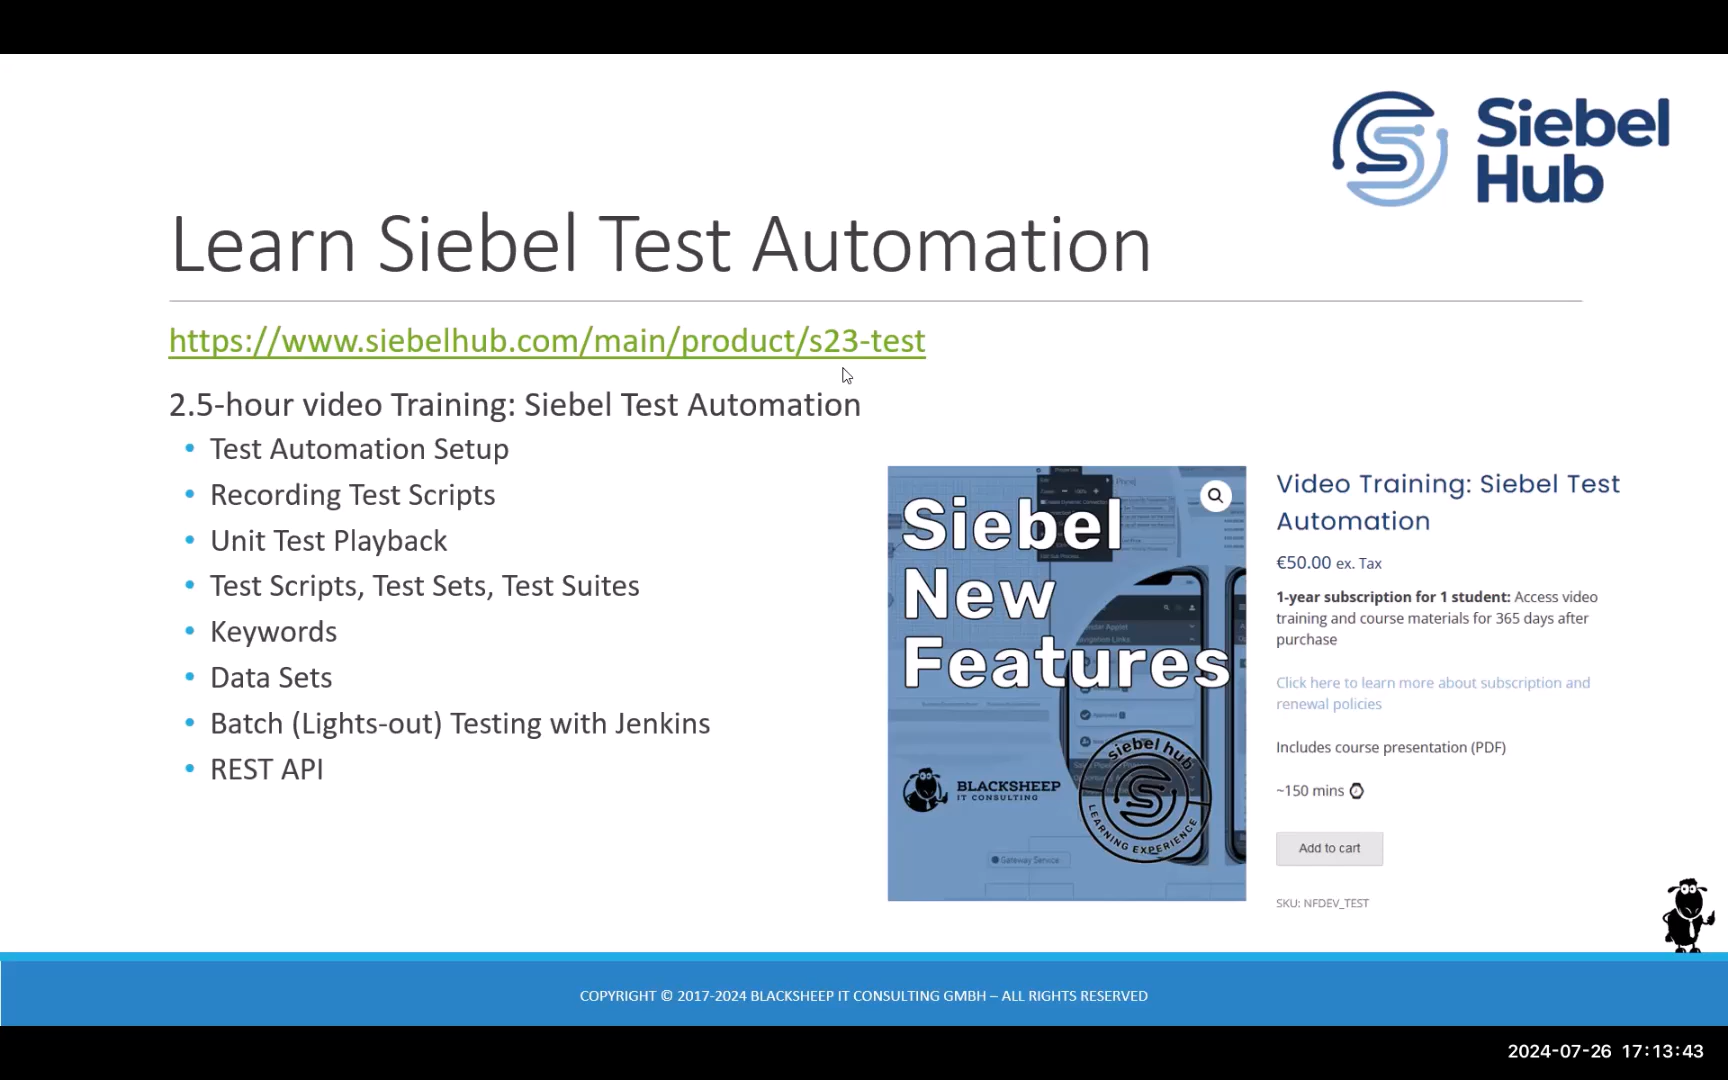 Siebel
Hub
Learn Siebel Test Automation
https://www.siebelhub.com/main/product/s23-test
2.5-hour video Training: Siebel Test Automation
• Test Automation Setup
• Recording Test Scripts
• Unit Test Playback
• Test Scripts, Test Sets, Test Suites
• Keywords
• Data Sets
• Batch (Lights-out) Testing with Jenkins
• REST API
Siebel
New
Features
BLACKSHEEP
IT CONSULTING
siebel hub
LEARNING EXPERIENCE
Gateway Service
Video Training: Siebel Test
Automation
€50.00 ex. Tax
1-year subscription for 1 student: Access video
training and course materials for 365 days after
purchase
Click here to learn more about subscription and
renewal policies
Includes course presentation (PDF)
~150 mins
Add to cart
SKU: NFDEV_TEST
COPYRIGHT © 2017-2024 BLACKSHEEP IT CONSULTING GMBH – ALL RIGHTS RESERVED
2024-07-26 17:13:43